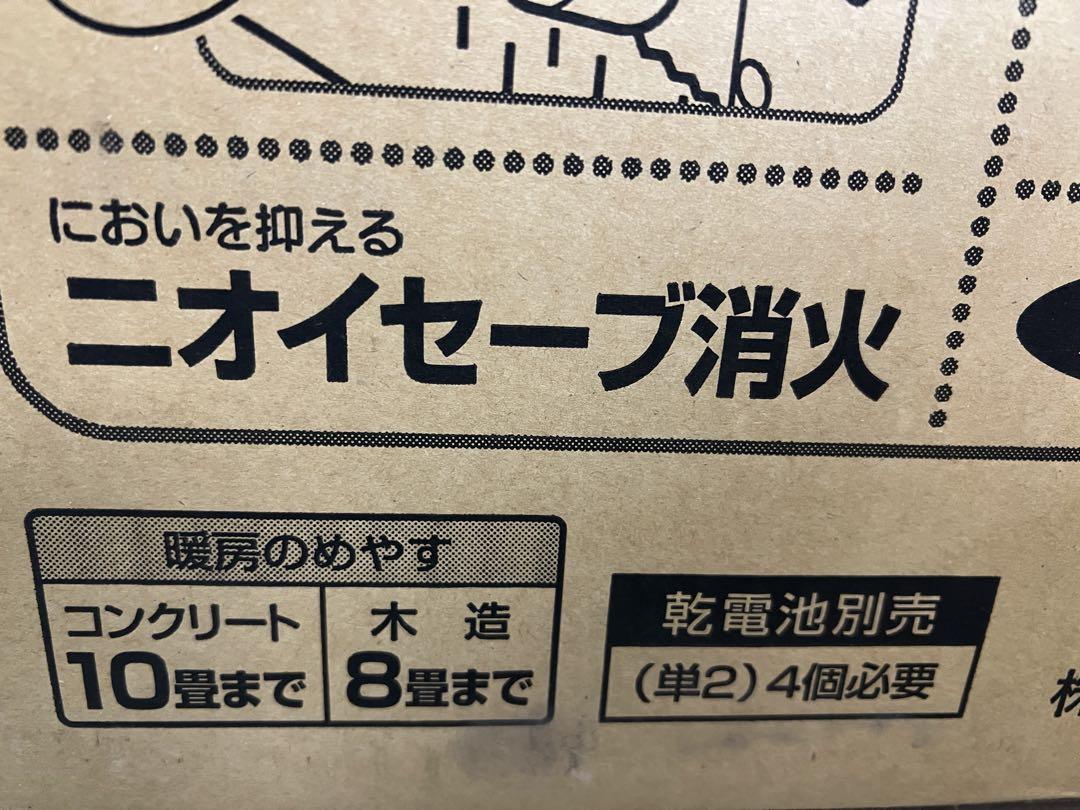 においを抑える
ニオイセーブ消火
暖房のめやす
コンクリート
10畳まで
木造
8畳まで
乾電池別売
(単2)4個必要
株